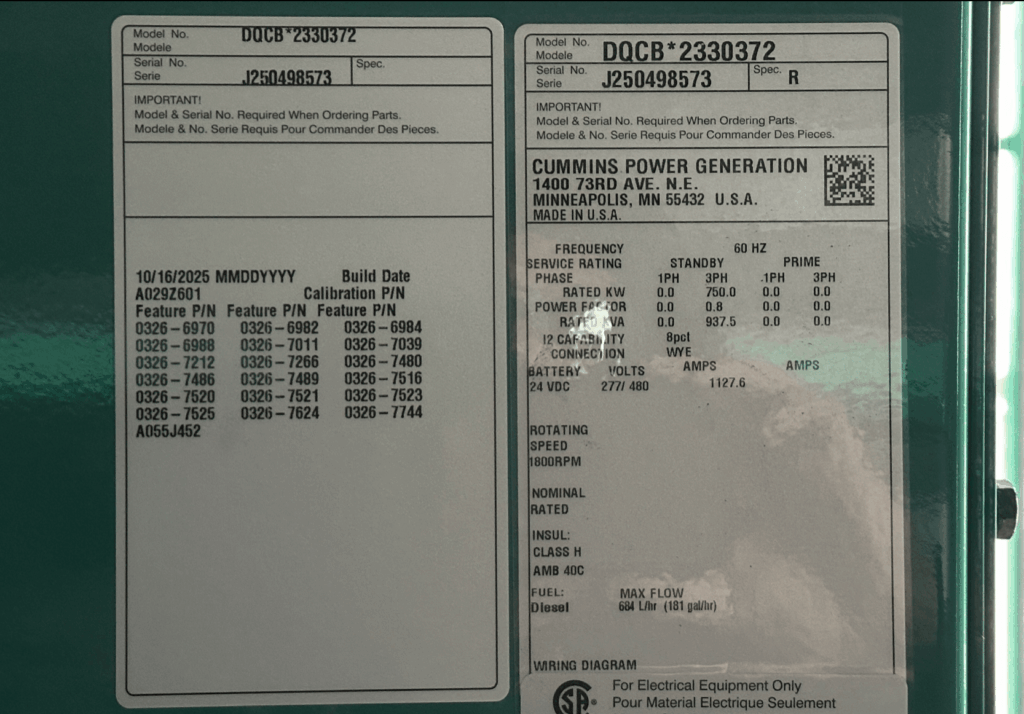 Model No. DQCB*2330372
Modele
Serial No. J250498573 Spec.
Serie
IMPORTANT!
Model & Serial No. Required When Ordering Parts.
Modele & No. Serie Requis Pour Commander Des Pieces.
10/16/2025 MMDDYYYY Build Date
A029Z601 Calibration P/N
Feature P/N Feature P/N Feature P/N
0326-6970 0326-6982 0326-6984
0326-6988 0326-7011 0326-7039
0326-7212 0326-7266 0326-7480
0326-7486 0326-7489 0326-7516
0326-7520 0326-7521 0326-7523
0326-7525 0326-7624 0326-7744
A055J452
Model No. DQCB*2330372
Modele
Serial No. J250498573 Spec. R
Serie
IMPORTANT!
Model & Serial No. Required When Ordering Parts.
Modele & No. Serie Requis Pour Commander Des Pieces.
CUMMINS POWER GENERATION
1400 73RD AVE. N.E.
MINNEAPOLIS, MN 55432 U.S.A.
MADE IN U.S.A.
FREQUENCY 60 HZ
SERVICE RATING STANDBY PRIME
PHASE 1PH 3PH 1PH 3PH
RATED KW 0.0 750.0 0.0 0.0
POWER FACTOR 0.0 0.8 0.0 0.0
RATED KVA 0.0 937.5 0.0 0.0
I2 CAPABILITY 8pct
CONNECTION WYE
BATTERY VOLTS AMPS AMPS
24 VDC 277/ 480 1127.6
ROTATING
SPEED
1800RPM
NOMINAL
RATED
INSUL:
CLASS H
AMB 40C
FUEL: MAX FLOW
Diesel 684 L/hr (181 gal/hr)
WIRING DIAGRAM
SA® For Electrical Equipment Only
Pour Material Electrique Seulement